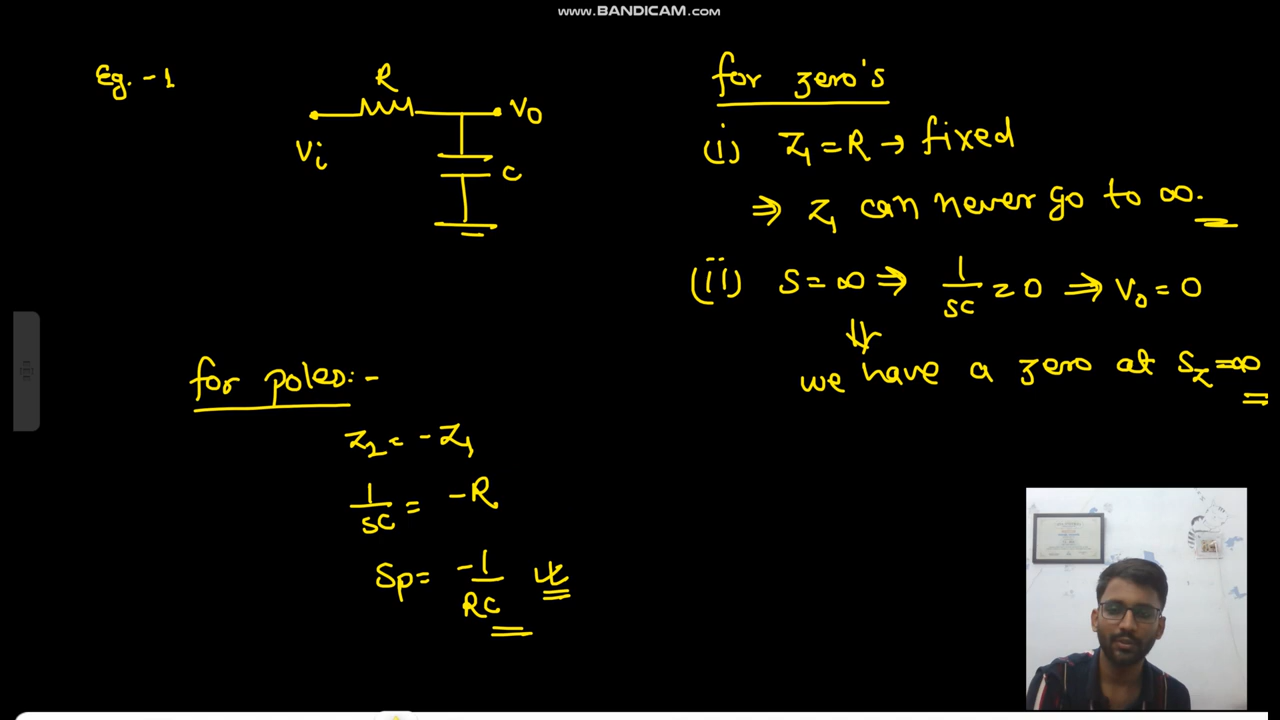 WWW.BANDICAM.COM
Eg. -1
R
Vi
V0
C
for zero's
(i) Z1 = R → fixed
⇒ Z1 can never go to ∞.
(ii) S = ∞ ⇒ 1/SC = 0 ⇒ V0 = 0
⇓
we have a zero at Sz = ∞
for poles:-
Z2 = -Z1
1/SC = -R
Sp = -1/RC